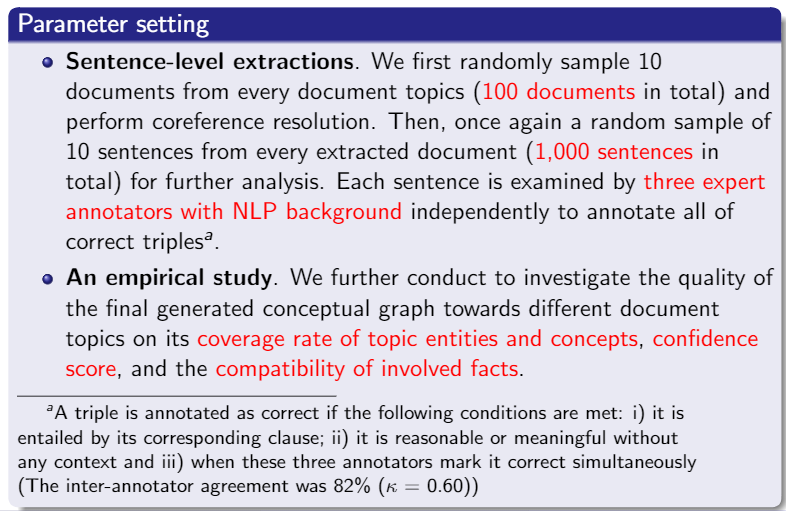 Parameter setting
Sentence-level extractions. We first randomly sample 10
documents from every document topics (100 documents in total) and
perform coreference resolution. Then, once again a random sample of
10 sentences from every extracted document (1,000 sentences in
total) for further analysis. Each sentence is examined by three expert
annotators with NLP background independently to annotate all of
correct triplesᵃ.
An empirical study. We further conduct to investigate the quality of
the final generated conceptual graph towards different document
topics on its coverage rate of topic entities and concepts, confidence
score, and the compatibility of involved facts.
ᵃA triple is annotated as correct if the following conditions are met: i) it is
entailed by its corresponding clause; ii) it is reasonable or meaningful without
any context and iii) when these three annotators mark it correct simultaneously
(The inter-annotator agreement was 82% (κ = 0.60))